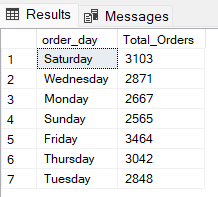 Results Messages
order_day Total_Orders
1 Saturday 3103
2 Wednesday 2871
3 Monday 2667
4 Sunday 2565
5 Friday 3464
6 Thursday 3042
7 Tuesday 2848